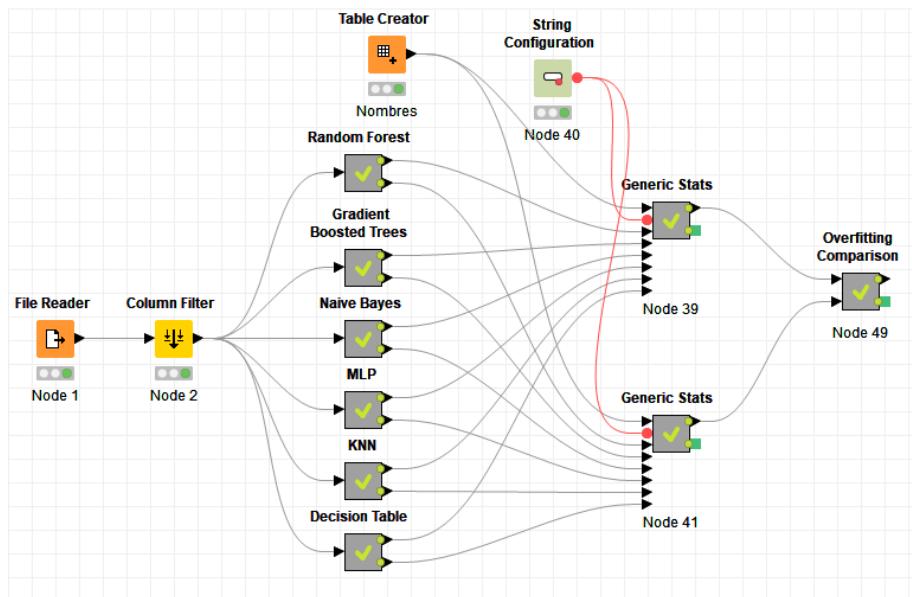 Table Creator
Nombres
String
Configuration
Node 40
Random Forest
Generic Stats
Node 39
Gradient
Boosted Trees
Overfitting
Comparison
Node 49
File Reader
Node 1
Column Filter
Node 2
Naive Bayes
MLP
Generic Stats
Node 41
KNN
Decision Table